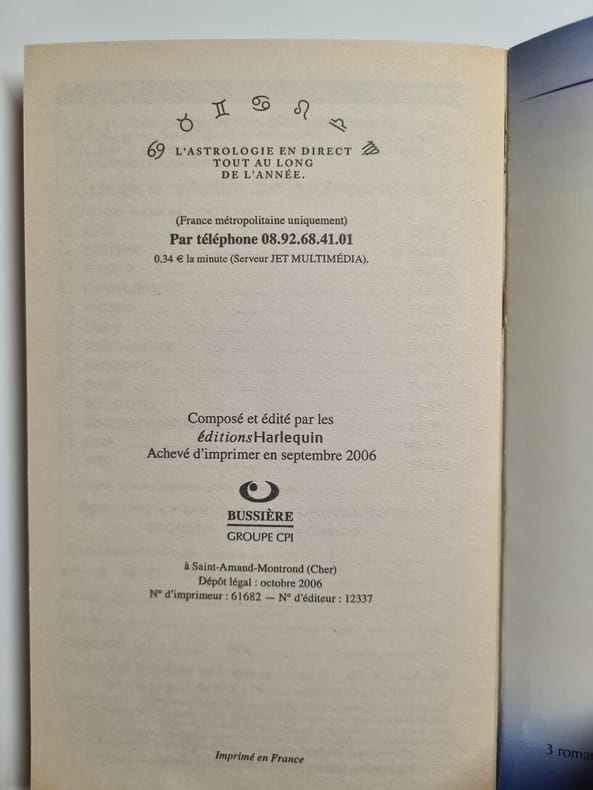 L'ASTROLOGIE EN DIRECT
TOUT AU LONG
DE L'ANNÉE.
(France métropolitaine uniquement)
Par téléphone 08.92.68.41.01
0,34 € la minute (Serveur JET MULTIMÉDIA).
Composé et édité par les
éditionsHarlequin
Achevé d'imprimer en septembre 2006
BUSSIÈRE
GROUPE CPI
à Saint-Amand-Montrond (Cher)
Dépôt légal : octobre 2006
N° d'imprimeur : 61682 — N° d'éditeur : 12337
Imprimé en France
3